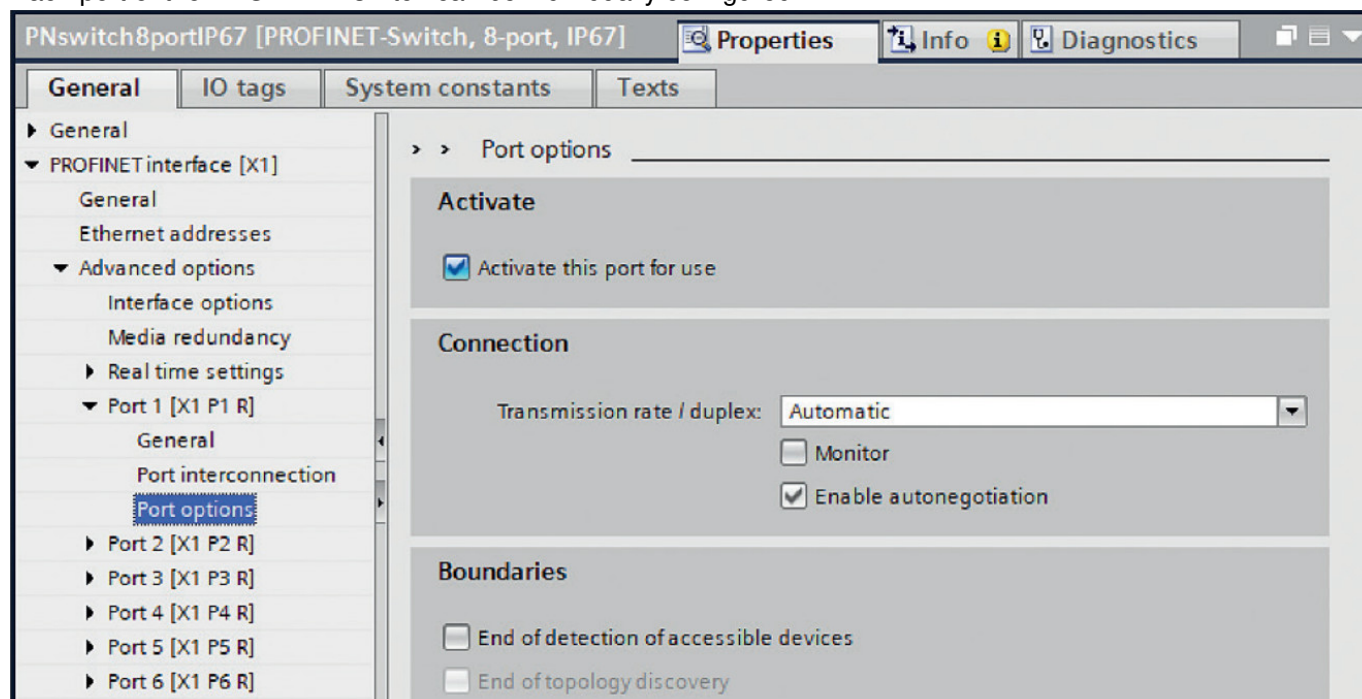 PNswitch8portIP67 [PROFINET-Switch, 8-port, IP67]
Properties
Info
Diagnostics
General
IO tags
System constants
Texts
General
PROFINET interface [X1]
General
Ethernet addresses
Advanced options
Interface options
Media redundancy
Real time settings
Port 1 [X1 P1 R]
General
Port interconnection
Port options
Port 2 [X1 P2 R]
Port 3 [X1 P3 R]
Port 4 [X1 P4 R]
Port 5 [X1 P5 R]
Port 6 [X1 P6 R]
> > Port options
Activate
Activate this port for use
Connection
Transmission rate / duplex: Automatic
Monitor
Enable autonegotiation
Boundaries
End of detection of accessible devices
End of topology discovery